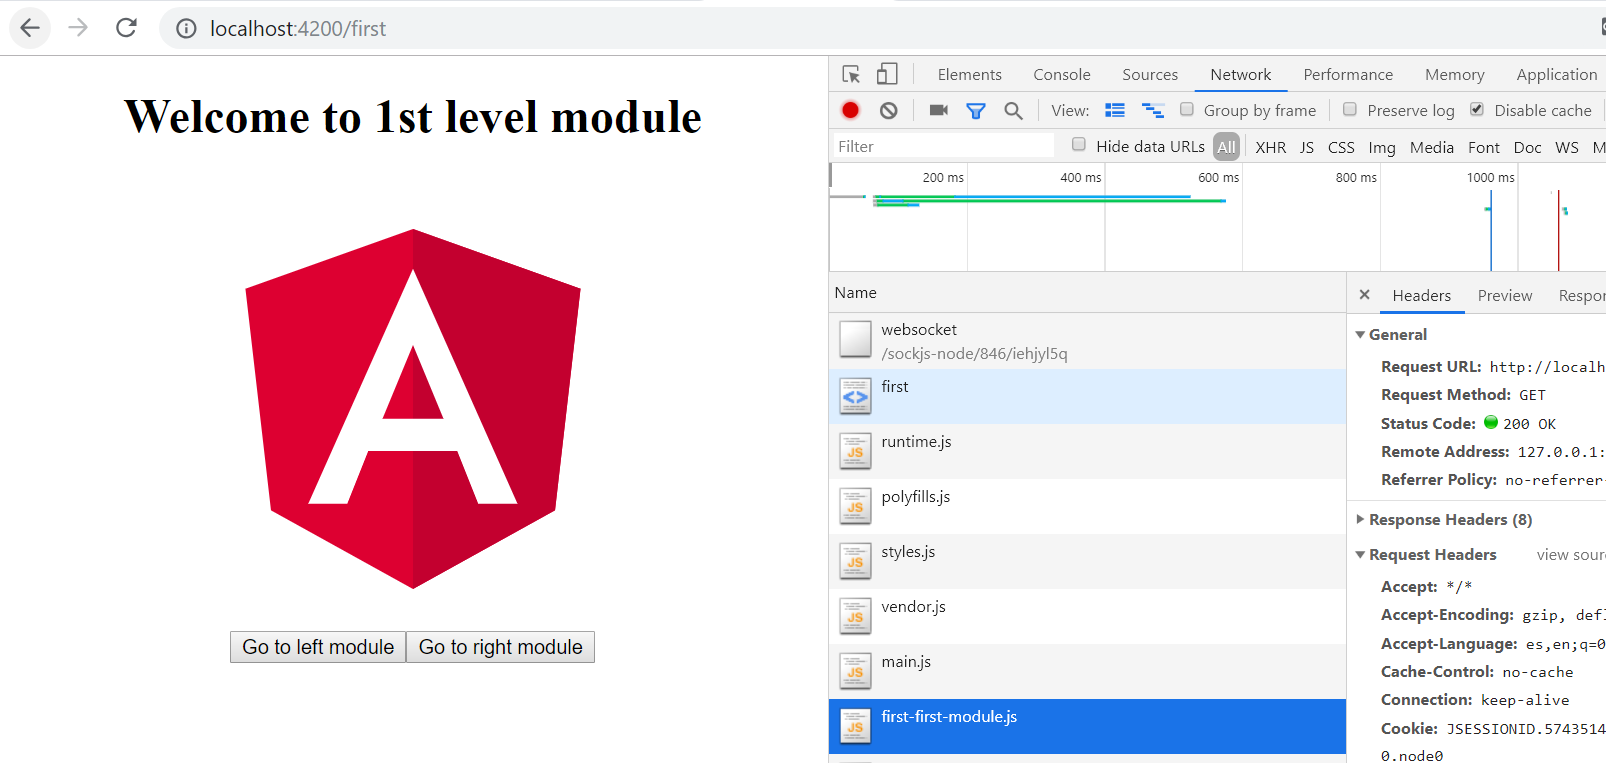 localhost:4200/first
Welcome to 1st level module
Go to left module Go to right module
Elements Console Sources Network Performance Memory Application
View: Group by frame Preserve log Disable cache
Filter Hide data URLs All XHR JS CSS Img Media Font Doc WS M
200 ms 400 ms 600 ms 800 ms 1000 ms
Name
websocket
/sockjs-node/846/iehjyl5q
first
runtime.js
polyfills.js
styles.js
vendor.js
main.js
first-first-module.js
Headers Preview Respor
General
Request URL: http://localh
Request Method: GET
Status Code: 200 OK
Remote Address: 127.0.0.1:
Referrer Policy: no-referrer-
Response Headers (8)
Request Headers view sour
Accept: */*
Accept-Encoding: gzip, defl
Accept-Language: es,en;q=0
Cache-Control: no-cache
Connection: keep-alive
Cookie: JSESSIONID.5743514
0.node0